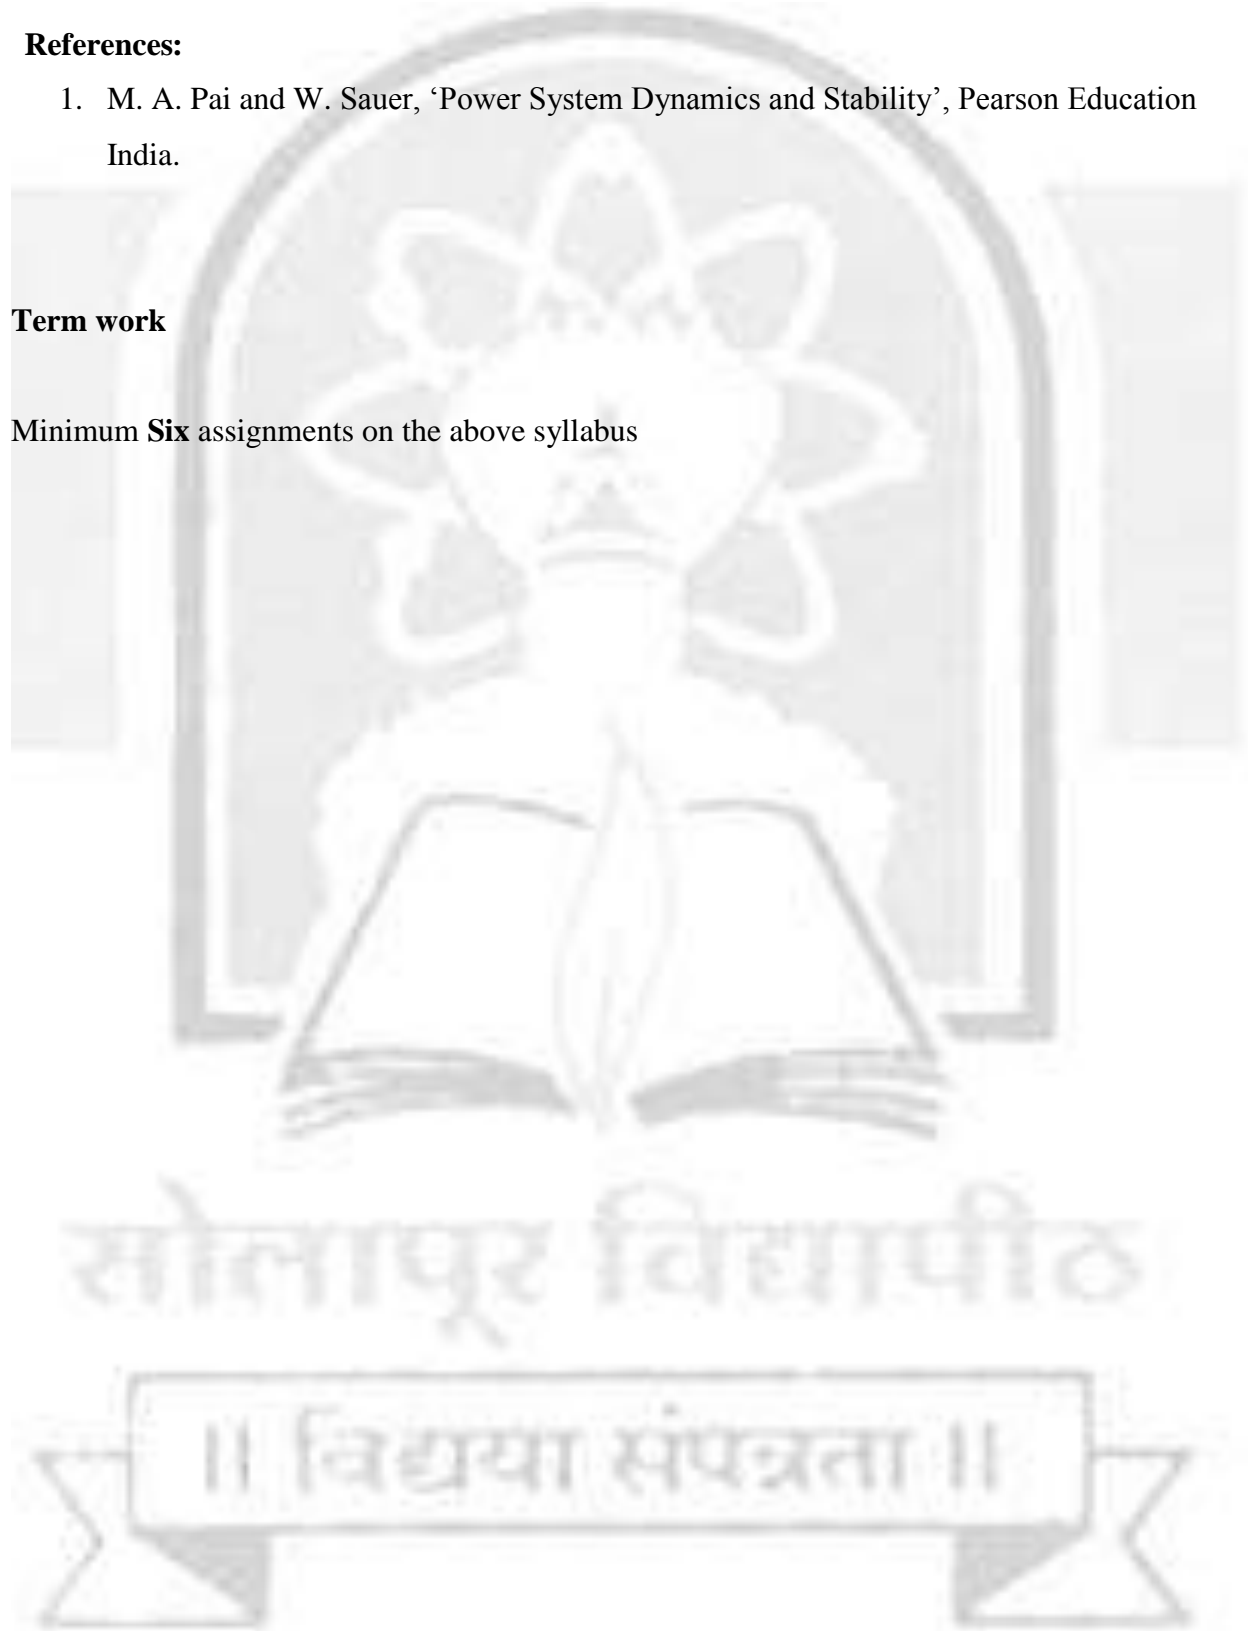 References:
1. M. A. Pai and W. Sauer, ‘Power System Dynamics and Stability’, Pearson Education
India.
Term work
Minimum Six assignments on the above syllabus
सोलापूर विद्यापीठ
|| विद्यया संपन्नता ||